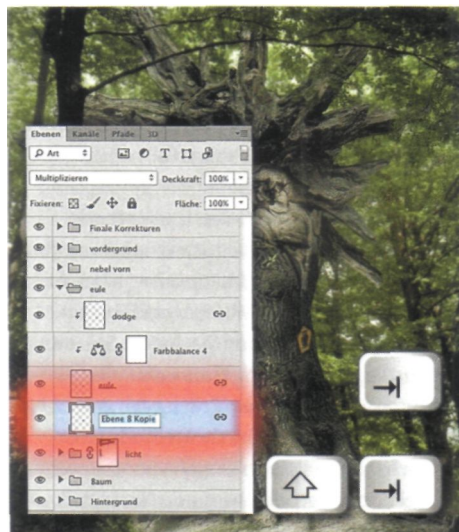 Ebenen Kanäle Pfade 3D
Art T
Multiplizieren Deckkraft: 100%
Fixieren: Fläche: 100%
Finale Korrekturen
vordergrund
nebel vorn
eule
dodge
Farbbalance 4
eule
Ebene 8 Kopie
licht
Baum
Hintergrund